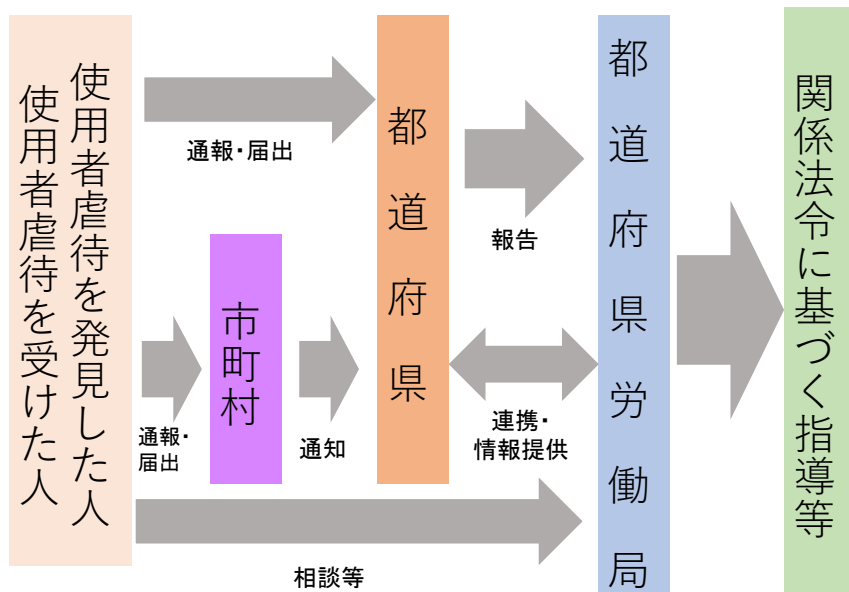 使用者虐待を発見した人
使用者虐待を受けた人
通報・届出
都道府県
報告
都道府県労働局
関係法令に基づく指導等
市町村
通報・
届出
通知
連携・
情報提供
相談等